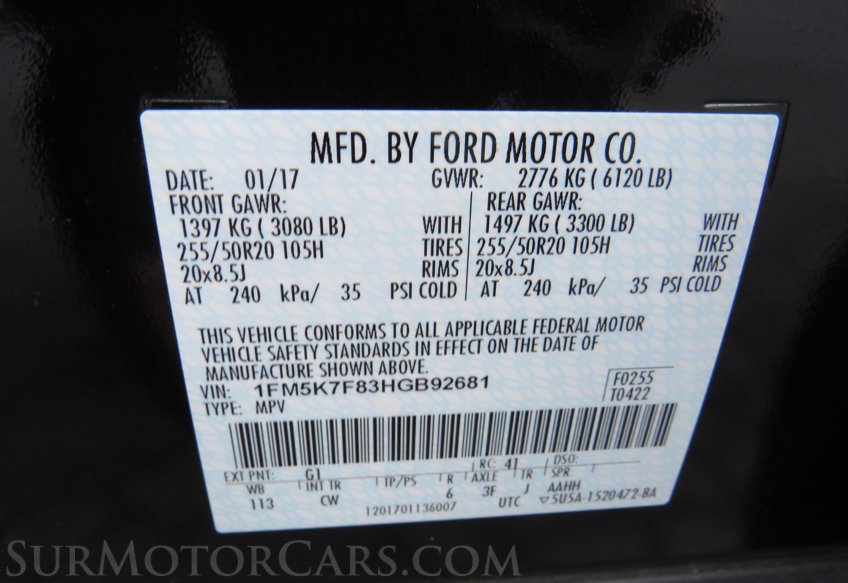 MFD. BY FORD MOTOR CO.
DATE: 01/17 GVWR: 2776 KG ( 6120 LB)
FRONT GAWR: REAR GAWR:
1397 KG ( 3080 LB) WITH 1497 KG ( 3300 LB) WITH
255/50R20 105H TIRES 255/50R20 105H TIRES
20x8.5J RIMS 20x8.5J RIMS
AT 240 kPa/ 35 PSI COLD AT 240 kPa/ 35 PSI COLD
THIS VEHICLE CONFORMS TO ALL APPLICABLE FEDERAL MOTOR
VEHICLE SAFETY STANDARDS IN EFFECT ON THE DATE OF
MANUFACTURE SHOWN ABOVE.
VIN: 1FM5K7F83HGB92681 F0255
TYPE: MPV T0422
EXT PNT: G1 RC: 41 DSO:
WB INT TR TP/PS R AXLE TR SPR
113 CW 6 3F J AAHH
1201701136007 UTC ▽5U5A-1520472-BA
SurMotorCars.com